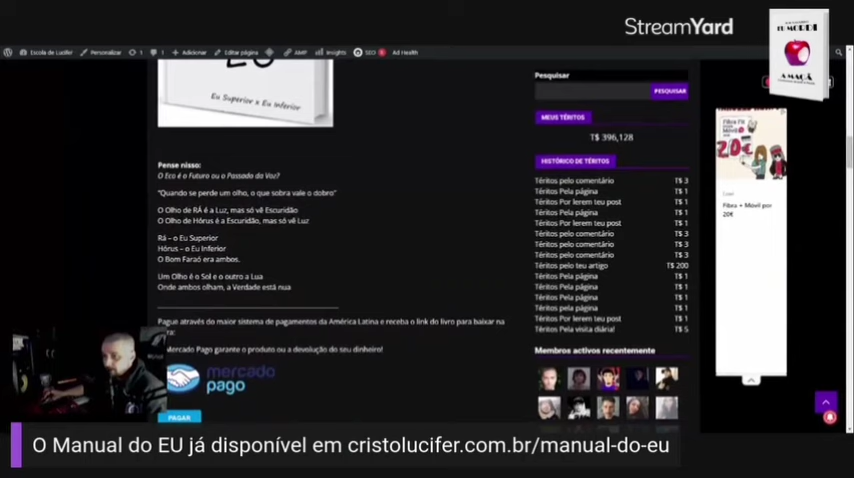 StreamYard
EU MORDI
A MAÇÃ
Escola de Lucifer
Personalizar
1
1
Adicionar
Editar página
AMP
Insights
SEO
Ad Health
EU
Eu Superior x Eu Inferior
Pense nisso:
O Eco é o Futuro ou o Passado da Voz?
“Quando se perde um olho, o que sobra vale o dobro”
O Olho de RÁ é a Luz, mas só vê Escuridão
O Olho de Hórus é a Escuridão, mas só vê Luz
Rá – o Eu Superior
Hórus – o Eu Inferior
O Bom Faraó era ambos.
Um Olho é o Sol e o outro a Lua
Onde ambos olham, a Verdade está nua
Pague através do maior sistema de pagamentos da América Latina e receba o link do livro para baixar na
Mercado Pago garante o produto ou a devolução do seu dinheiro!
mercado
pago
PAGAR
Pesquisar
PESQUISAR
MEUS TÉRITOS
T$ 396,128
HISTÓRICO DE TÉRITOS
Téritos pelo comentário T$ 3
Téritos Pela página T$ 1
Téritos Por lerem teu post T$ 1
Téritos Pela página T$ 1
Téritos Por lerem teu post T$ 1
Téritos pelo comentário T$ 3
Téritos pelo comentário T$ 3
Téritos pelo comentário T$ 3
Téritos pelo teu artigo T$ 200
Téritos Pela página T$ 1
Téritos Pela página T$ 1
Téritos Pela página T$ 1
Téritos Pela página T$ 1
Téritos Por lerem teu post T$ 1
Téritos Pela visita diária! T$ 5
Membros activos recentemente
Fibra Fit
20€
Fibra + Móvil por
20€
O Manual do EU já disponível em cristolucifer.com.br/manual-do-eu